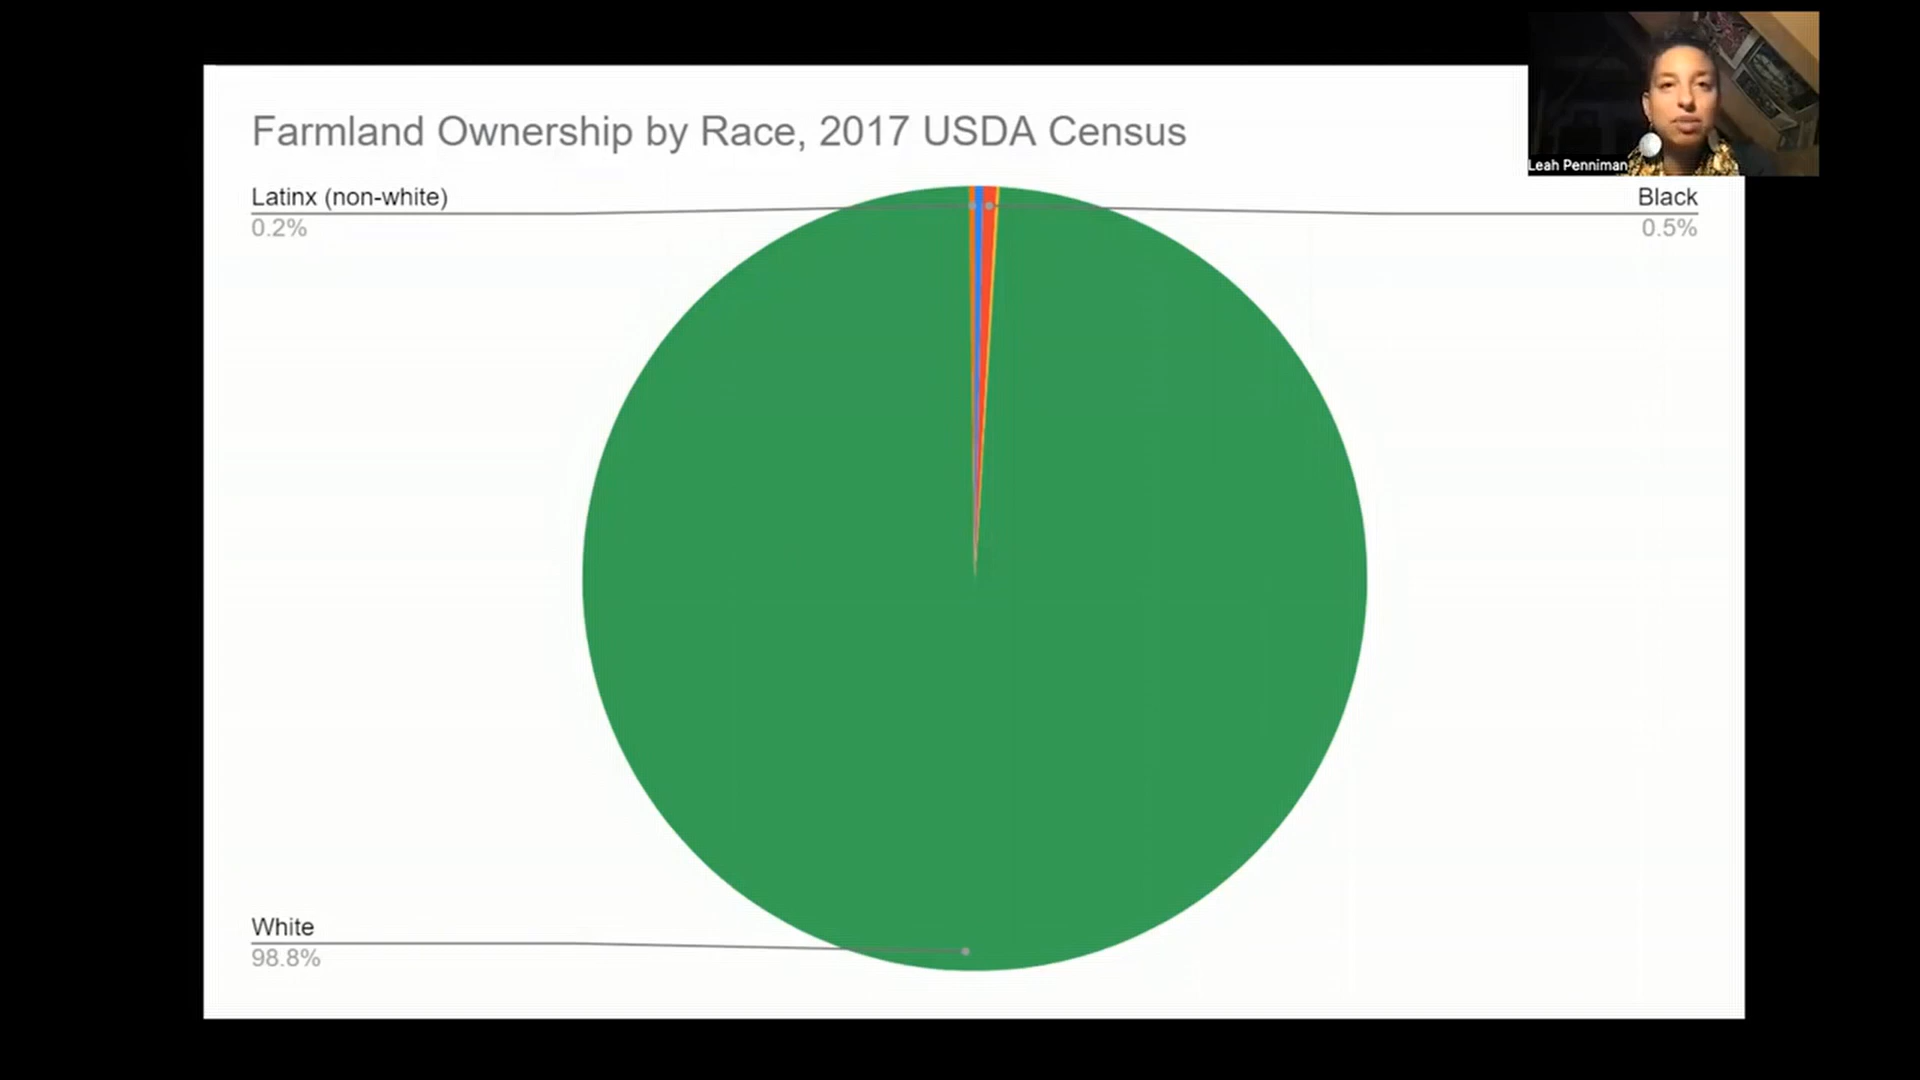 Farmland Ownership by Race, 2017 USDA Census
Leah Penniman
Latinx (non-white)
0.2%
Black
0.5%
White
98.8%